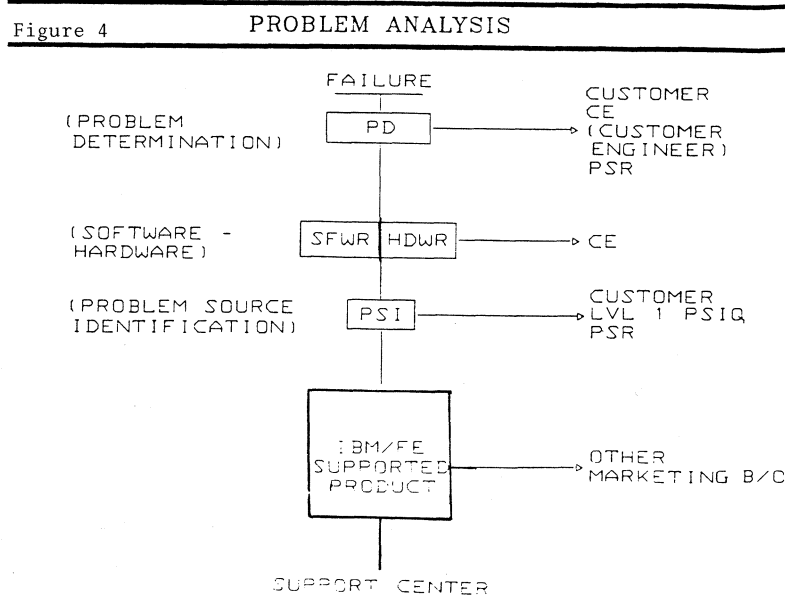 Figure 4 PROBLEM ANALYSIS
FAILURE
(PROBLEM
DETERMINATION)
PD
CUSTOMER
CE
(CUSTOMER
ENGINEER)
PSR
(SOFTWARE -
HARDWARE)
SFWR HDWR
CE
(PROBLEM SOURCE
IDENTIFICATION)
PSI
CUSTOMER
LVL 1 PSIQ
PSR
IBM/FE
SUPPORTED
PRODUCT
OTHER
MARKETING B/O
SUPPORT CENTER